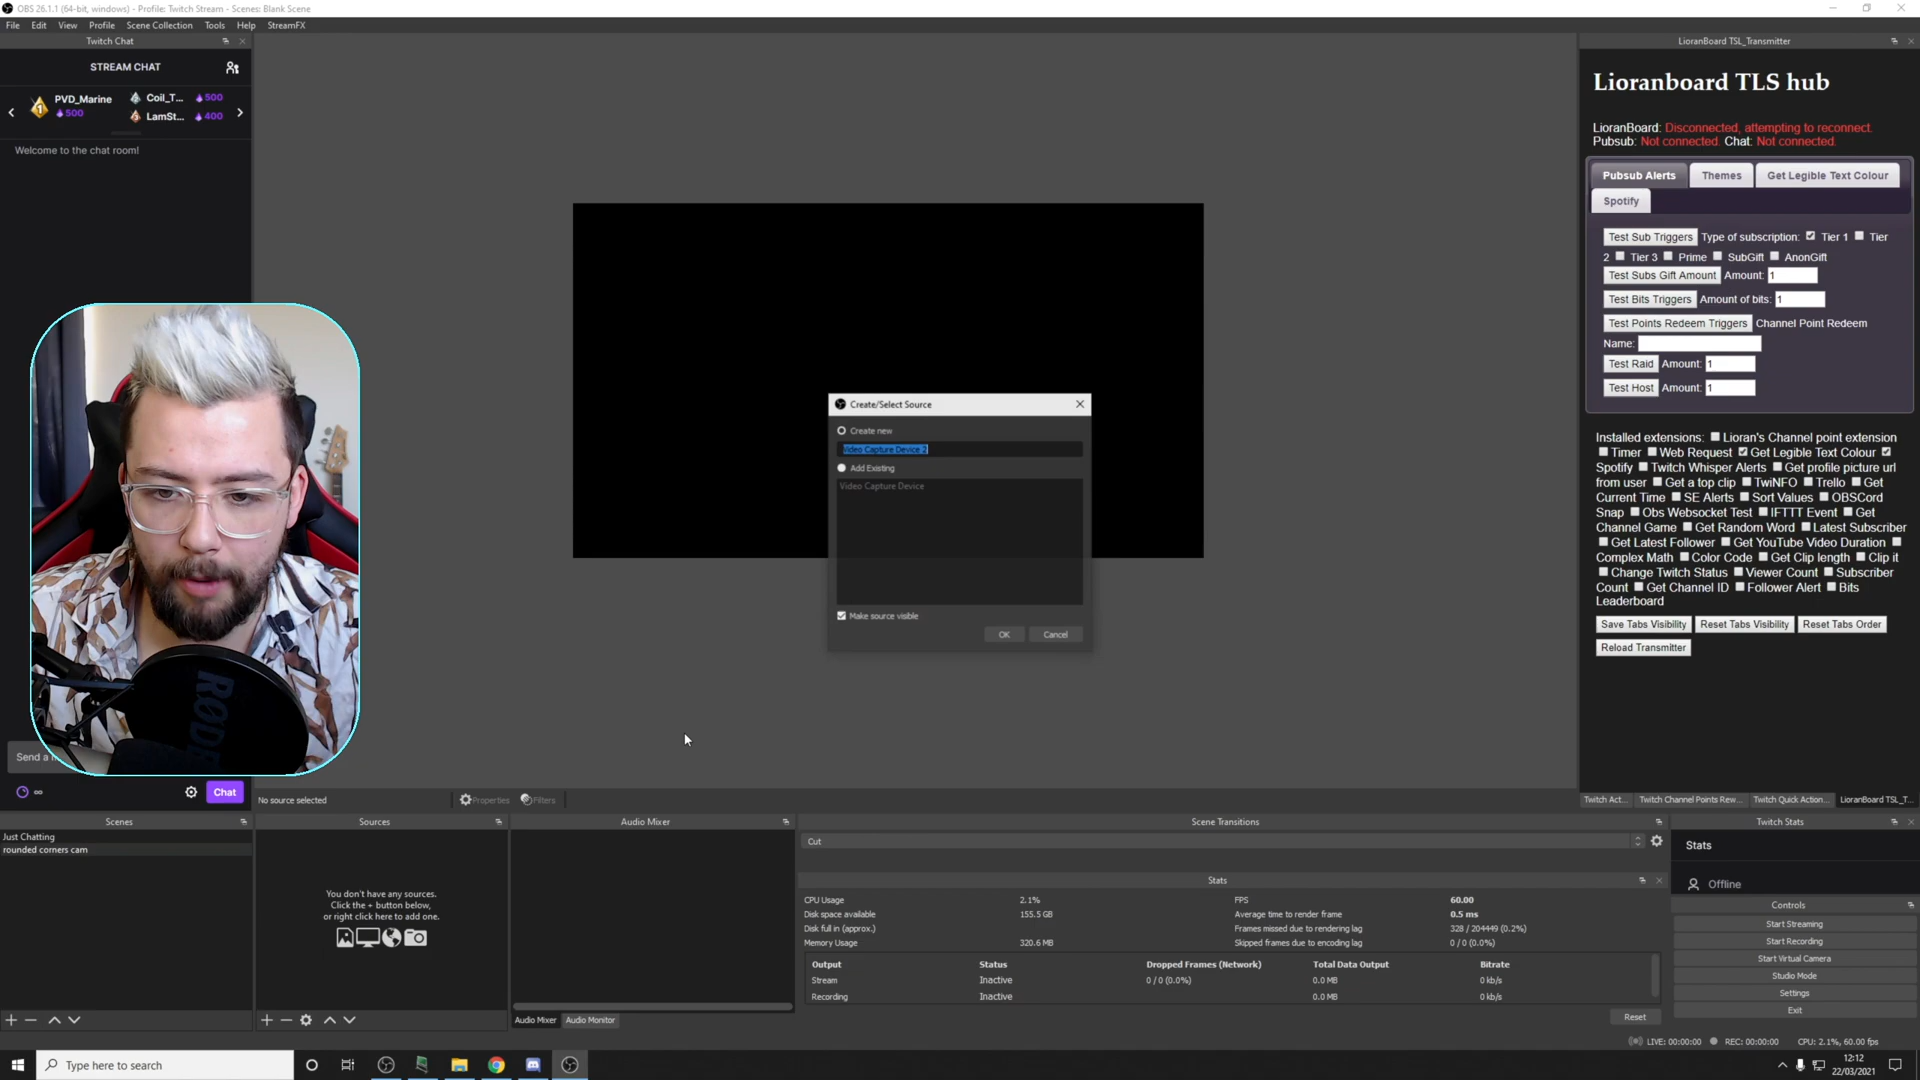 OBS 26.1.1 (64-bit, windows) - Profile: Twitch Stream - Scenes: Blank Scene
File Edit View Profile Scene Collection Tools Help StreamFX
Twitch Chat
STREAM CHAT
PVD_Marine
500
Coil_T... 500
LamSt... 400
Welcome to the chat room!
RØDE
Send a
Chat
Create/Select Source
Create new
Video Capture Device 2
Add Existing
Video Capture Device
Make source visible
OK Cancel
LioranBoard TSL_Transmitter
Lioranboard TLS hub
LioranBoard: Disconnected, attempting to reconnect.
Pubsub: Not connected. Chat: Not connected.
Pubsub Alerts Themes Get Legible Text Colour
Spotify
Test Sub Triggers Type of subscription: Tier 1 Tier
2 Tier 3 Prime SubGift AnonGift
Test Subs Gift Amount Amount: 1
Test Bits Triggers Amount of bits: 1
Test Points Redeem Triggers Channel Point Redeem
Name:
Test Raid Amount: 1
Test Host Amount: 1
Installed extensions: Lioran's Channel point extension
Timer Web Request Get Legible Text Colour
Spotify Twitch Whisper Alerts Get profile picture url
from user Get a top clip TwiNFO Trello Get
Current Time SE Alerts Sort Values OBSCord
Snap Obs Websocket Test IFTTT Event Get
Channel Game Get Random Word Latest Subscriber
Get Latest Follower Get YouTube Video Duration
Complex Math Color Code Get Clip length Clip it
Change Twitch Status Viewer Count Subscriber
Count Get Channel ID Follower Alert Bits
Leaderboard
Save Tabs Visibility Reset Tabs Visibility Reset Tabs Order
Reload Transmitter
Twitch Act... Twitch Channel Points Rew... Twitch Quick Action... LioranBoard TSL_T...
No source selected Properties Filters
Scenes
Just Chatting
rounded corners cam
Sources
You don't have any sources.
Click the + button below,
or right click here to add one.
Audio Mixer
Audio Mixer Audio Monitor
Scene Transitions
Cut
Stats
CPU Usage 2.1% FPS 60.00
Disk space available 155.5 GB Average time to render frame 0.5 ms
Disk full in (approx.) Frames missed due to rendering lag 328 / 204449 (0.2%)
Memory Usage 320.6 MB Skipped frames due to encoding lag 0 / 0 (0.0%)
Output Status Dropped Frames (Network) Total Data Output Bitrate
Stream Inactive 0 / 0 (0.0%) 0.0 MB 0 kb/s
Recording Inactive 0.0 MB 0 kb/s
Reset
Twitch Stats
Stats
Offline
Controls
Start Streaming
Start Recording
Start Virtual Camera
Studio Mode
Settings
Exit
LIVE: 00:00:00 REC: 00:00:00 CPU: 2.1%, 60.00 fps
Type here to search
12:12
22/03/2021